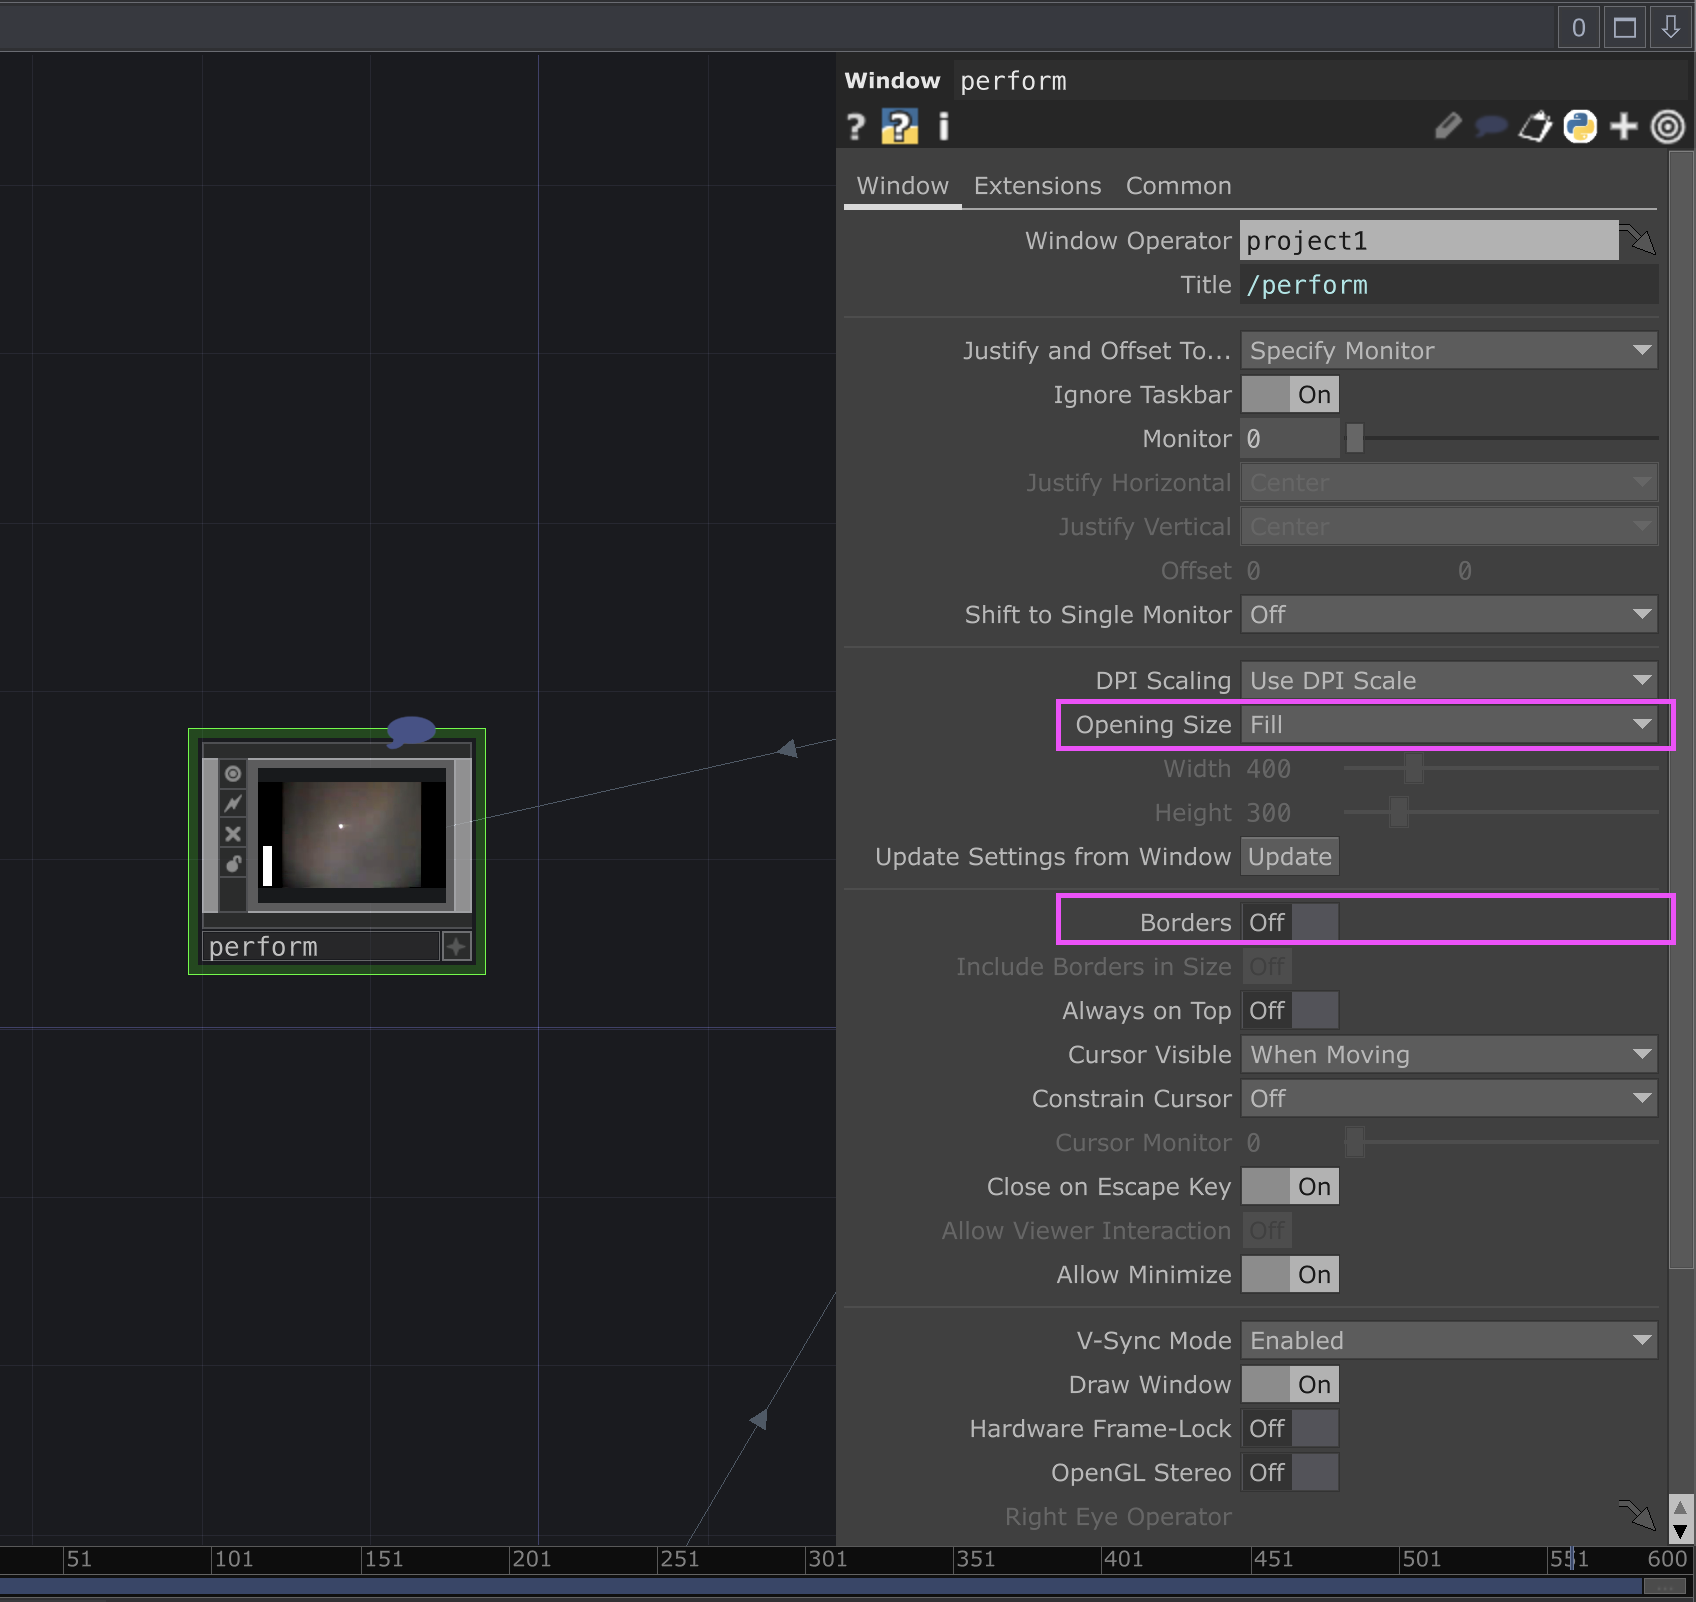 0
Window perform
? ? i
Window Extensions Common
Window Operator project1
Title /perform
Justify and Offset To... Specify Monitor
Ignore Taskbar On
Monitor 0
Justify Horizontal Center
Justify Vertical Center
Offset 0 0
Shift to Single Monitor Off
DPI Scaling Use DPI Scale
Opening Size Fill
Width 400
Height 300
Update Settings from Window Update
Borders Off
Include Borders in Size Off
Always on Top Off
Cursor Visible When Moving
Constrain Cursor Off
Cursor Monitor 0
Close on Escape Key On
Allow Viewer Interaction Off
Allow Minimize On
V-Sync Mode Enabled
Draw Window On
Hardware Frame-Lock Off
OpenGL Stereo Off
Right Eye Operator
perform
51 101 151 201 251 301 351 401 451 501 551 600
...